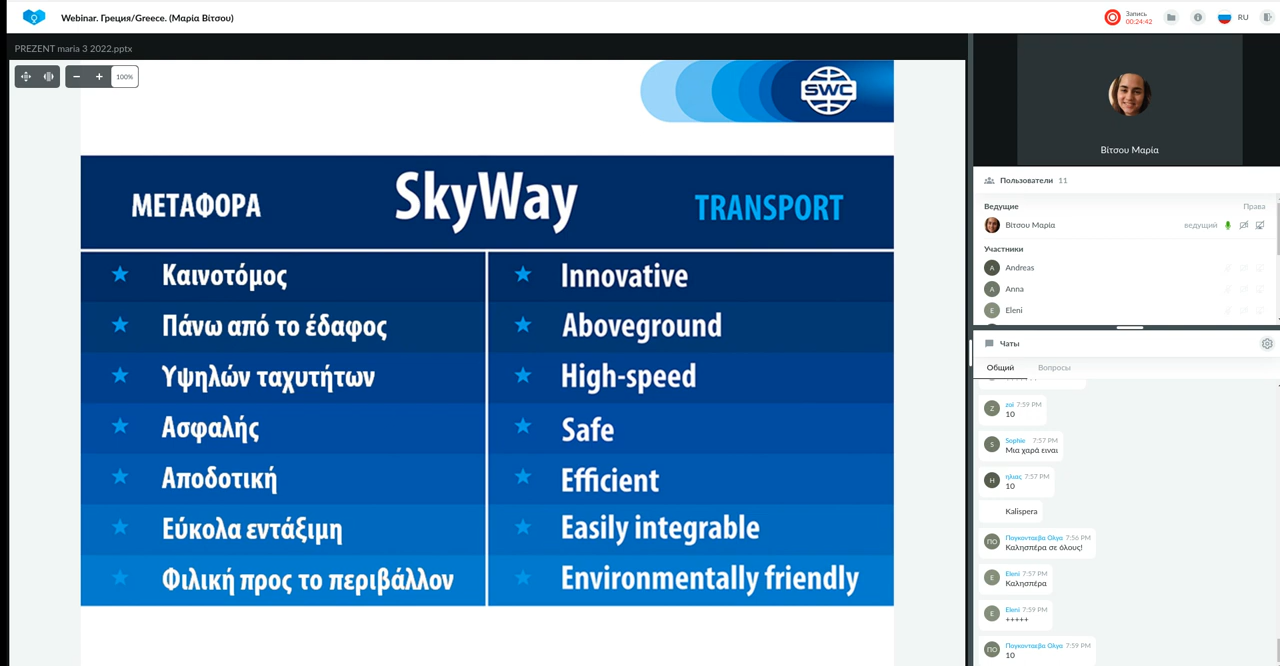 Webinar. Греция/Greece. (Μαρία Βίτσου)
Запись
00:24:42
RU
PREZENT maria 3 2022.pptx
100%
SWC
ΜΕΤΑΦΟΡΑ
SkyWay
TRANSPORT
Καινοτόμος
Innovative
Πάνω από το έδαφος
Aboveground
Υψηλών ταχυτήτων
High-speed
Ασφαλής
Safe
Αποδοτική
Efficient
Εύκολα εντάξιμη
Easily integrable
Φιλική προς το περιβάλλον
Environmentally friendly
Βίτσου Μαρία
Пользователи 11
Ведущие
Права
Βίτσου Μαρία
ведущий
Участники
A
Andreas
A
Anna
E
Eleni
Чаты
Общий
Вопросы
Z
zoi 7:59 PM
10
S
Sophie 7:57 PM
Μια χαρά ειναι
Η
ηλιας 7:57 PM
10
Kalispera
ΠΟ
7:56 PM
Καλησπέρα σε όλους!
E
Eleni 7:57 PM
Καλησπέρα
E
Eleni 7:59 PM
+++++
ΠΟ
7:59 PM
10